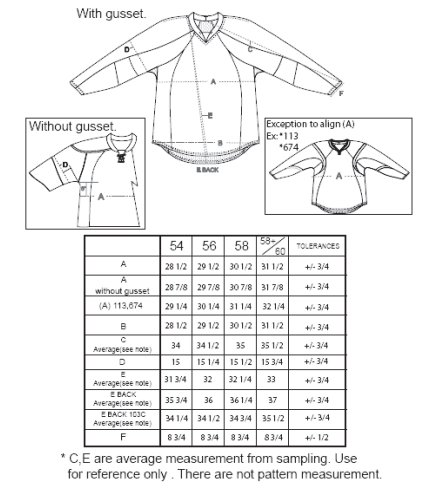 With gusset.
D
C
A
E
F
B
E BACK
Without gusset.
D
A
Exception to align (A)
Ex:*113
*674
A
54 56 58 58+/60 TOLERANCES
A 28 1/2 29 1/2 30 1/2 31 1/2 +/- 3/4
A without gusset 28 7/8 29 7/8 30 7/8 31 7/8 +/- 3/4
(A) 113,674 29 1/4 30 1/4 31 1/4 32 1/4 +/- 3/4
B 28 1/2 29 1/2 30 1/2 31 1/2 +/- 3/4
C Average(see note) 34 34 1/2 35 35 1/2 +/- 3/4
D 15 15 1/4 15 1/2 15 3/4 +/- 3/4
E Average(see note) 31 3/4 32 32 1/4 33 +/- 3/4
E BACK Average(see note) 35 3/4 36 36 1/4 37 +/- 3/4
E BACK 103C Average(see note) 34 1/4 34 1/2 34 3/4 35 1/2 +/- 3/4
F 8 3/4 8 3/4 8 3/4 8 3/4 +/- 1/2
* C,E are average measurement from sampling. Use
for reference only . There are not pattern measurement.